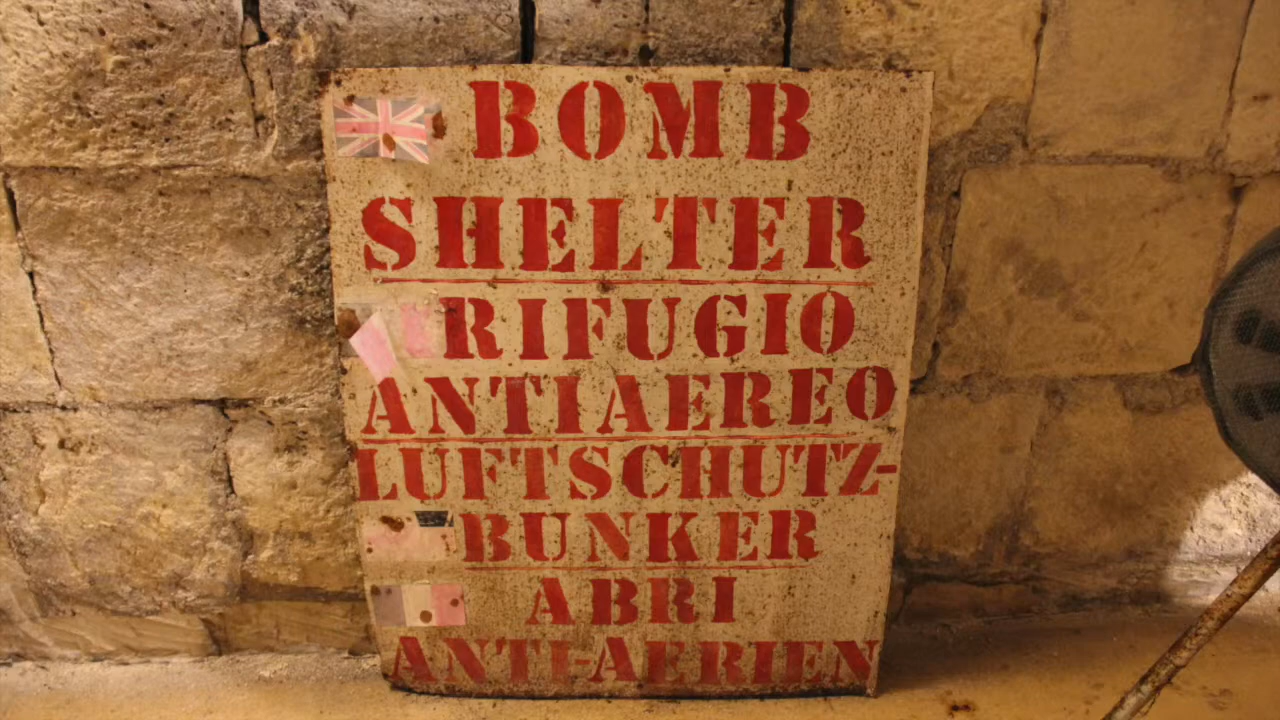 BOMB
SHELTER
RIFUGIO
ANTIAEREO
LUFTSCHUTZ-
BUNKER
ABRI
ANTI-AERIEN